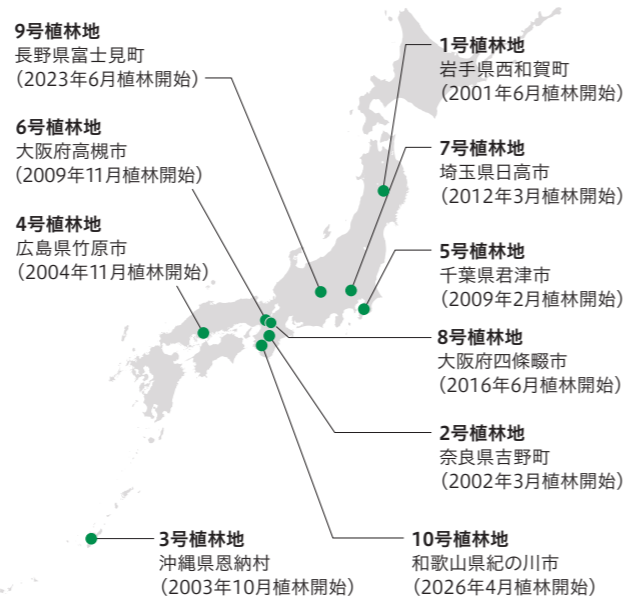 9号植林地
長野県富士見町
（2023年6月植林開始）
6号植林地
大阪府高槻市
（2009年11月植林開始）
4号植林地
広島県竹原市
（2004年11月植林開始）
1号植林地
岩手県西和賀町
（2001年6月植林開始）
7号植林地
埼玉県日高市
（2012年3月植林開始）
5号植林地
千葉県君津市
（2009年2月植林開始）
8号植林地
大阪府四條畷市
（2016年6月植林開始）
2号植林地
奈良県吉野町
（2002年3月植林開始）
3号植林地
沖縄県恩納村
（2003年10月植林開始）
10号植林地
和歌山県紀の川市
（2026年4月植林開始）